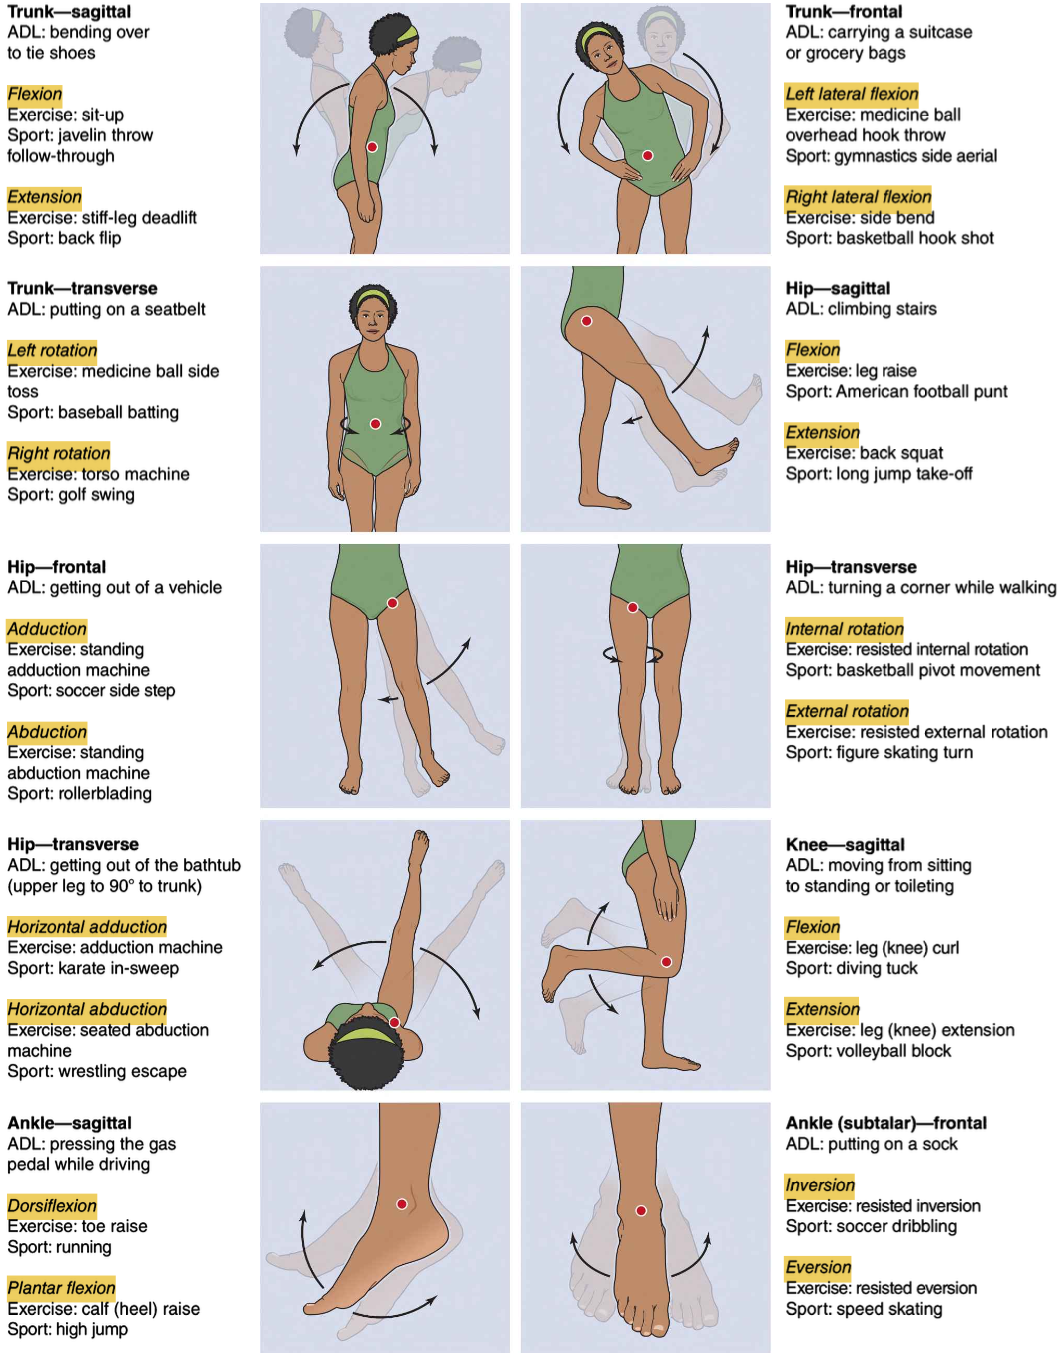 Trunk—sagittal
ADL: bending over
to tie shoes
Flexion
Exercise: sit-up
Sport: javelin throw
follow-through
Extension
Exercise: stiff-leg deadlift
Sport: back flip
Trunk—frontal
ADL: carrying a suitcase
or grocery bags
Left lateral flexion
Exercise: medicine ball
overhead hook throw
Sport: gymnastics side aerial
Right lateral flexion
Exercise: side bend
Sport: basketball hook shot
Trunk—transverse
ADL: putting on a seatbelt
Left rotation
Exercise: medicine ball side
toss
Sport: baseball batting
Right rotation
Exercise: torso machine
Sport: golf swing
Hip—sagittal
ADL: climbing stairs
Flexion
Exercise: leg raise
Sport: American football punt
Extension
Exercise: back squat
Sport: long jump take-off
Hip—frontal
ADL: getting out of a vehicle
Adduction
Exercise: standing
adduction machine
Sport: soccer side step
Abduction
Exercise: standing
abduction machine
Sport: rollerblading
Hip—transverse
ADL: turning a corner while walking
Internal rotation
Exercise: resisted internal rotation
Sport: basketball pivot movement
External rotation
Exercise: resisted external rotation
Sport: figure skating turn
Hip—transverse
ADL: getting out of the bathtub
(upper leg to 90° to trunk)
Horizontal adduction
Exercise: adduction machine
Sport: karate in-sweep
Horizontal abduction
Exercise: seated abduction
machine
Sport: wrestling escape
Knee—sagittal
ADL: moving from sitting
to standing or toileting
Flexion
Exercise: leg (knee) curl
Sport: diving tuck
Extension
Exercise: leg (knee) extension
Sport: volleyball block
Ankle—sagittal
ADL: pressing the gas
pedal while driving
Dorsiflexion
Exercise: toe raise
Sport: running
Plantar flexion
Exercise: calf (heel) raise
Sport: high jump
Ankle (subtalar)—frontal
ADL: putting on a sock
Inversion
Exercise: resisted inversion
Sport: soccer dribbling
Eversion
Exercise: resisted eversion
Sport: speed skating